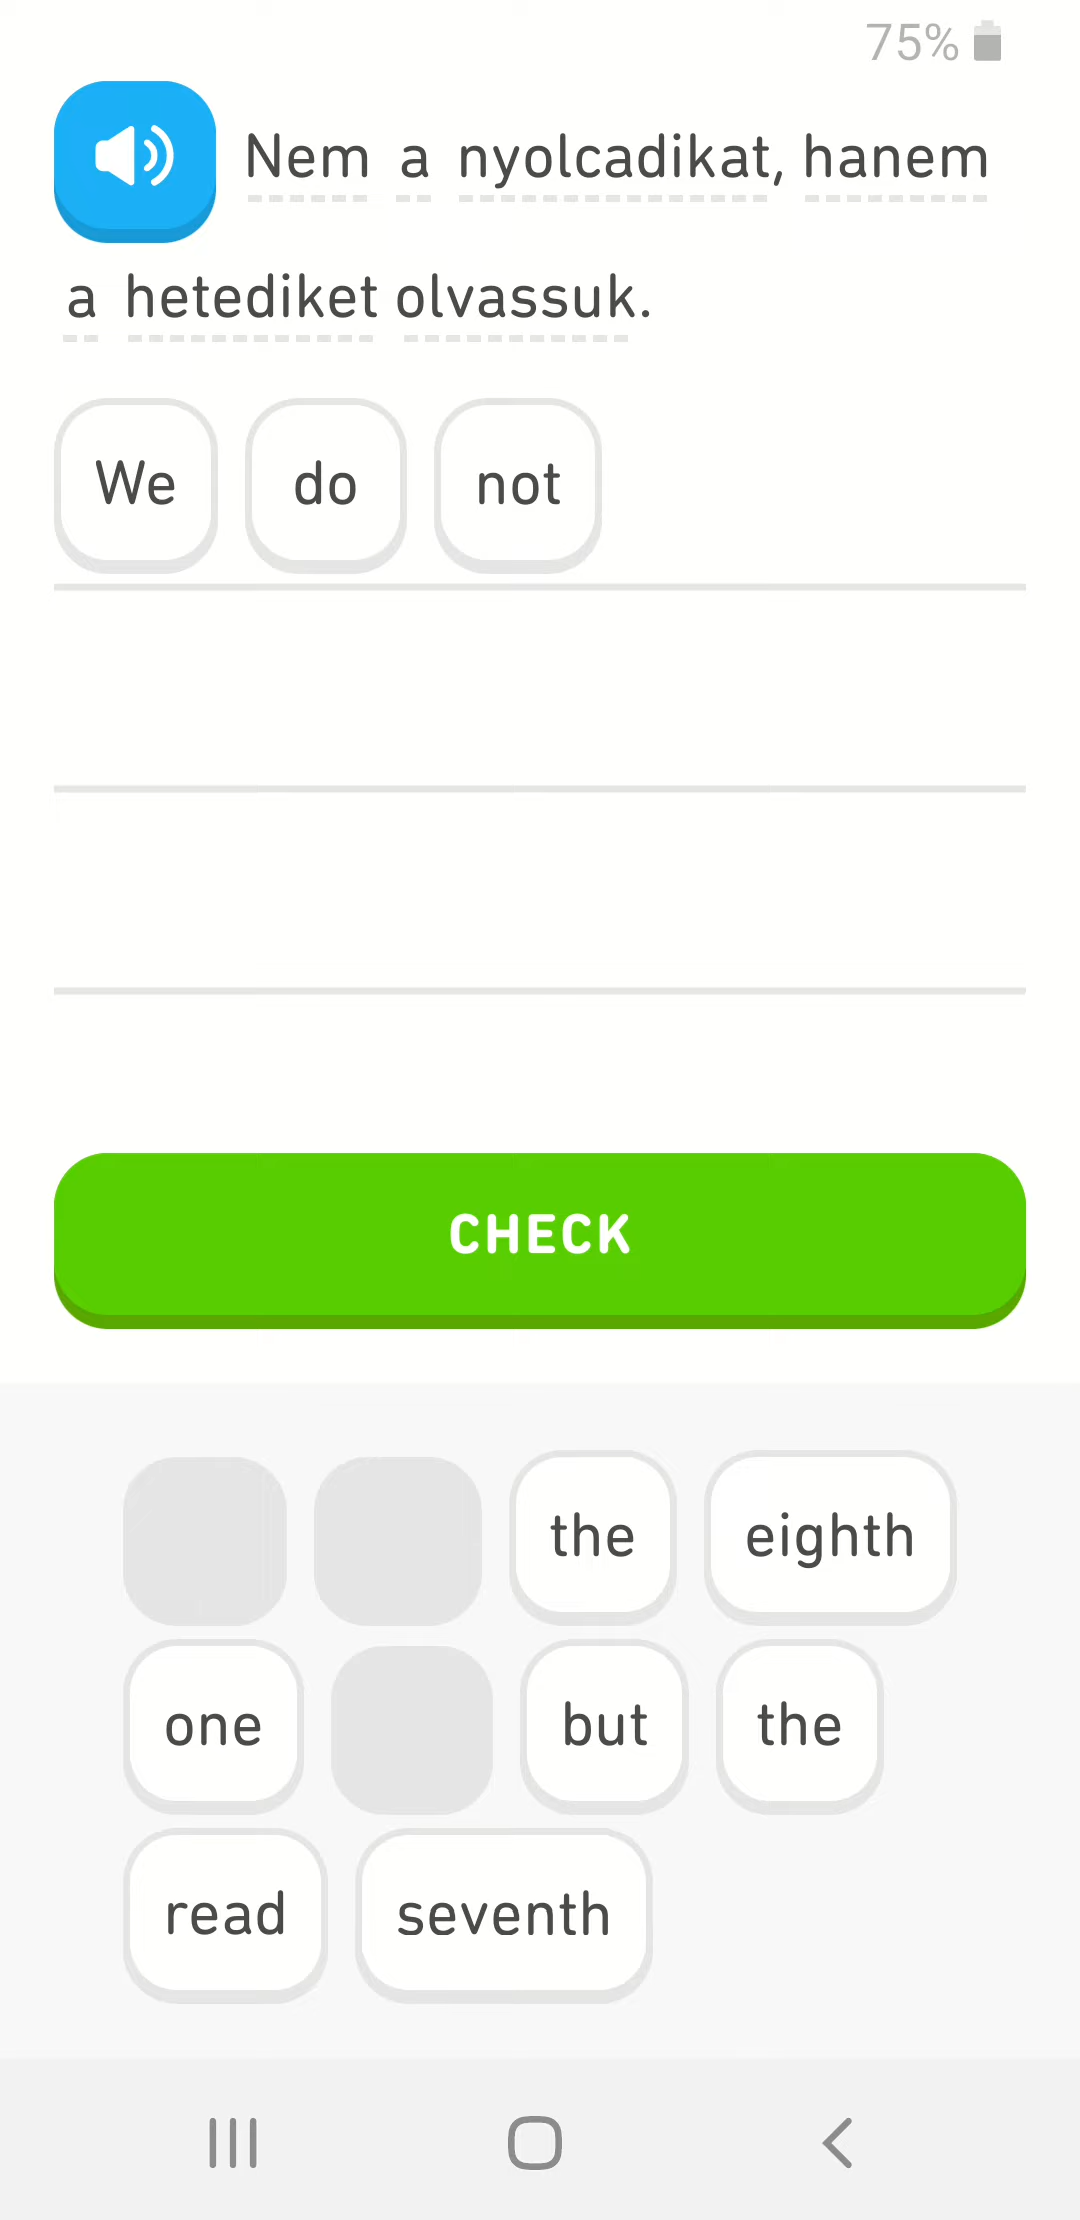 75%
Nem a nyolcadikat, hanem
a hetediket olvassuk.
We do not
CHECK
the eighth
one but the
read seventh